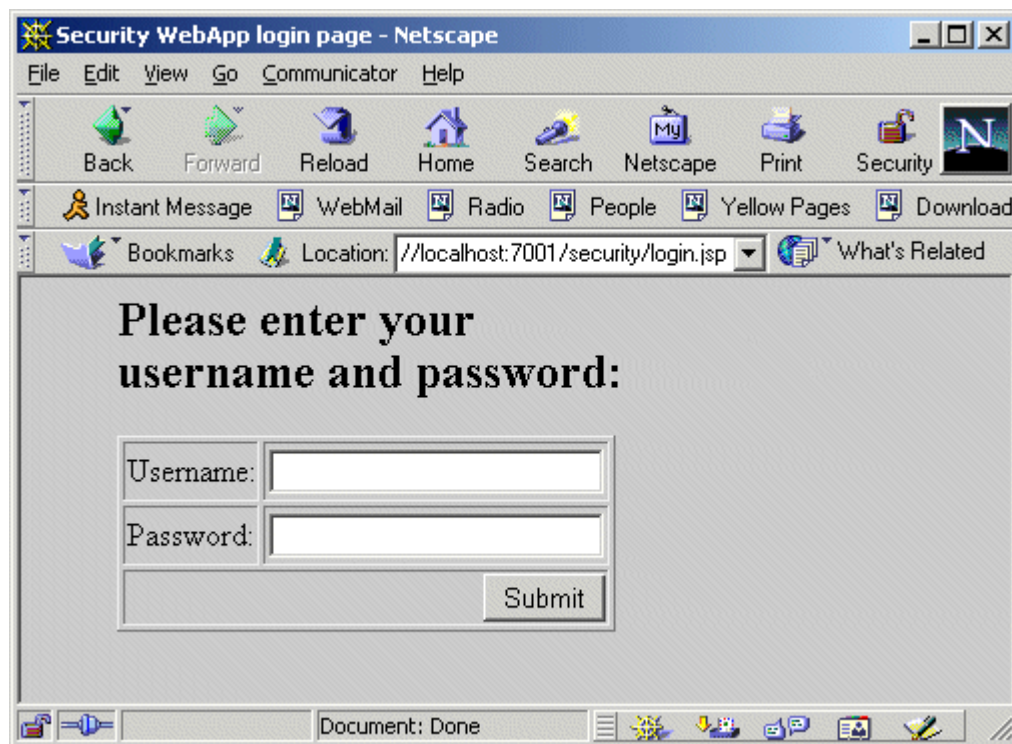 Security WebApp login page - Netscape
File Edit View Go Communicator Help
Back Forward Reload Home Search My Netscape Print Security N
Instant Message WebMail Radio People Yellow Pages Download
Bookmarks Location: //localhost:7001/security/login.jsp What's Related
Please enter your
username and password:
Username:
Password:
Submit
Document: Done